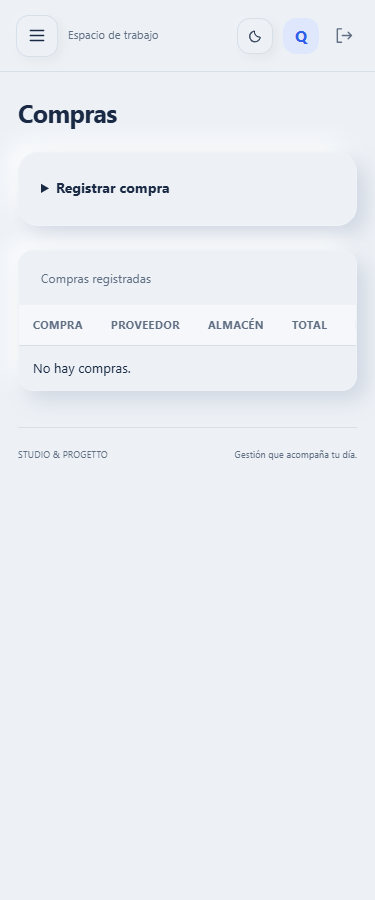 Espacio de trabajo
Q
Compras
Registrar compra
Compras registradas
COMPRA PROVEEDOR ALMACÉN TOTAL
No hay compras.
STUDIO & PROGETTO
Gestión que acompaña tu día.